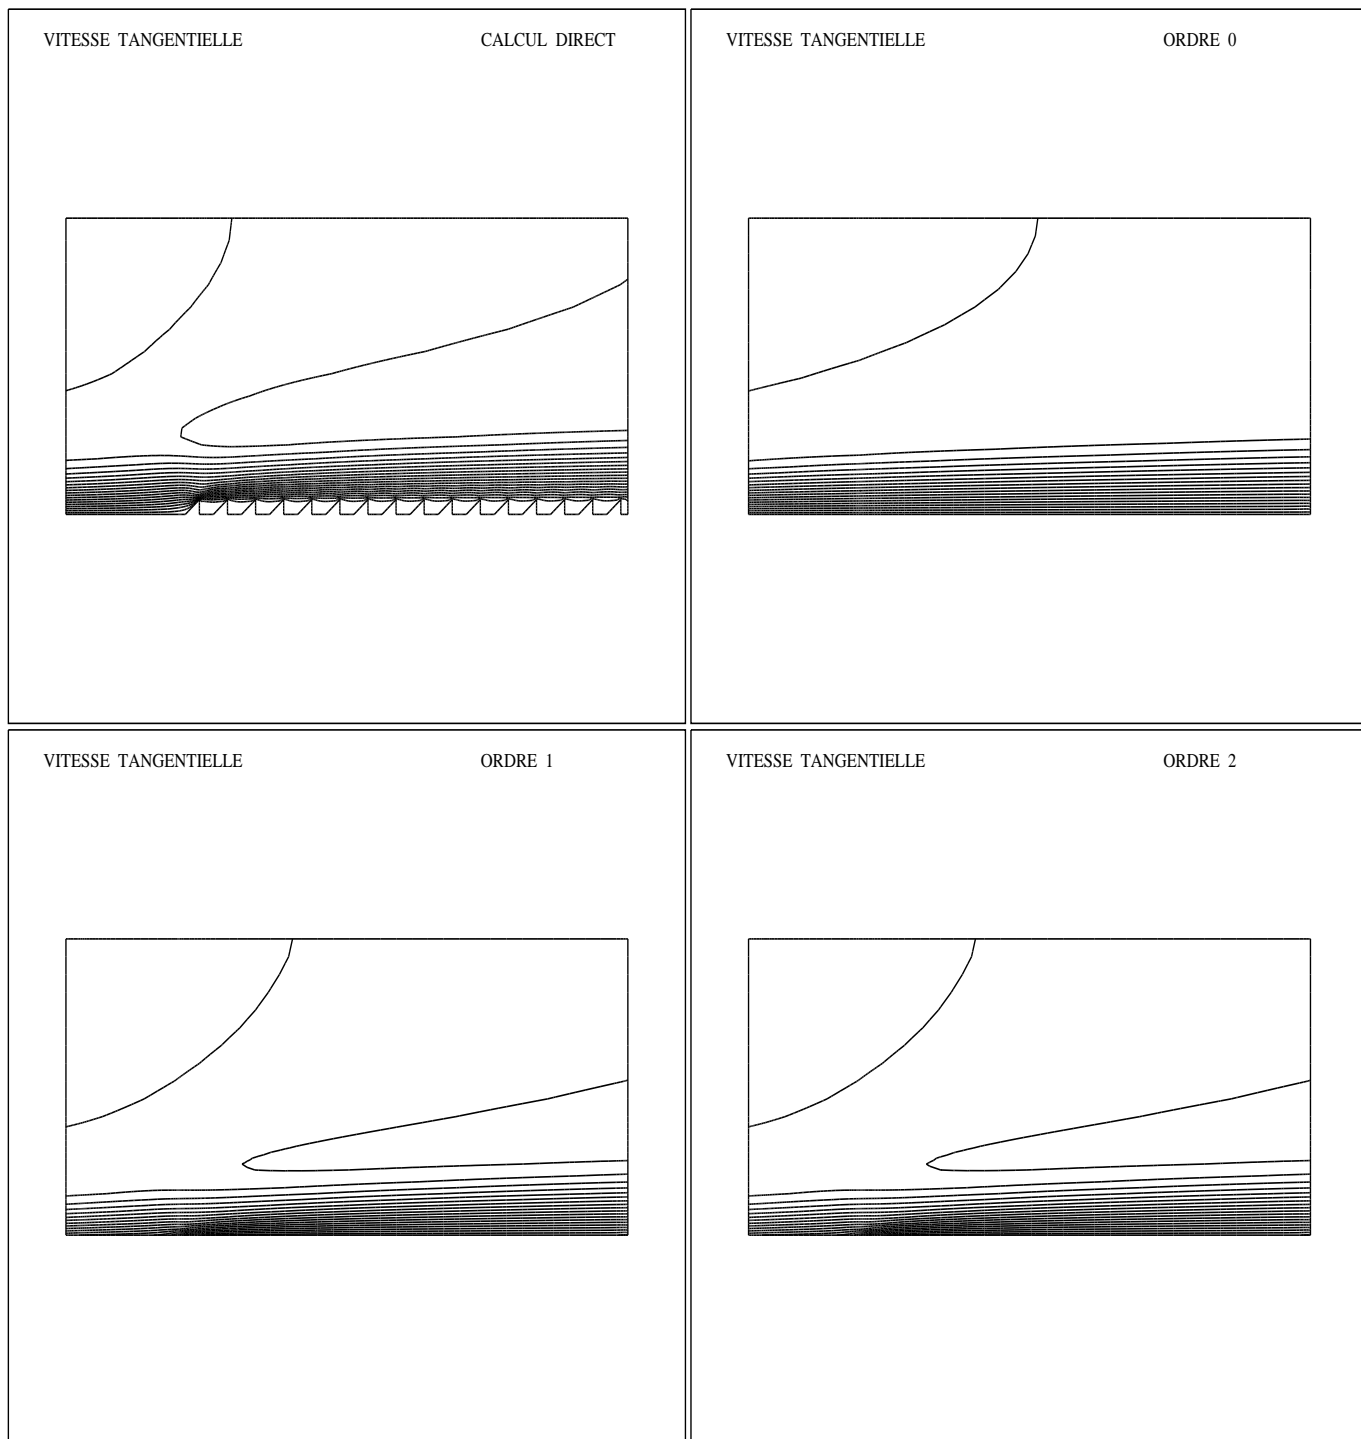 VITESSE TANGENTIELLE CALCUL DIRECT
VITESSE TANGENTIELLE ORDRE 0
VITESSE TANGENTIELLE ORDRE 1
VITESSE TANGENTIELLE ORDRE 2